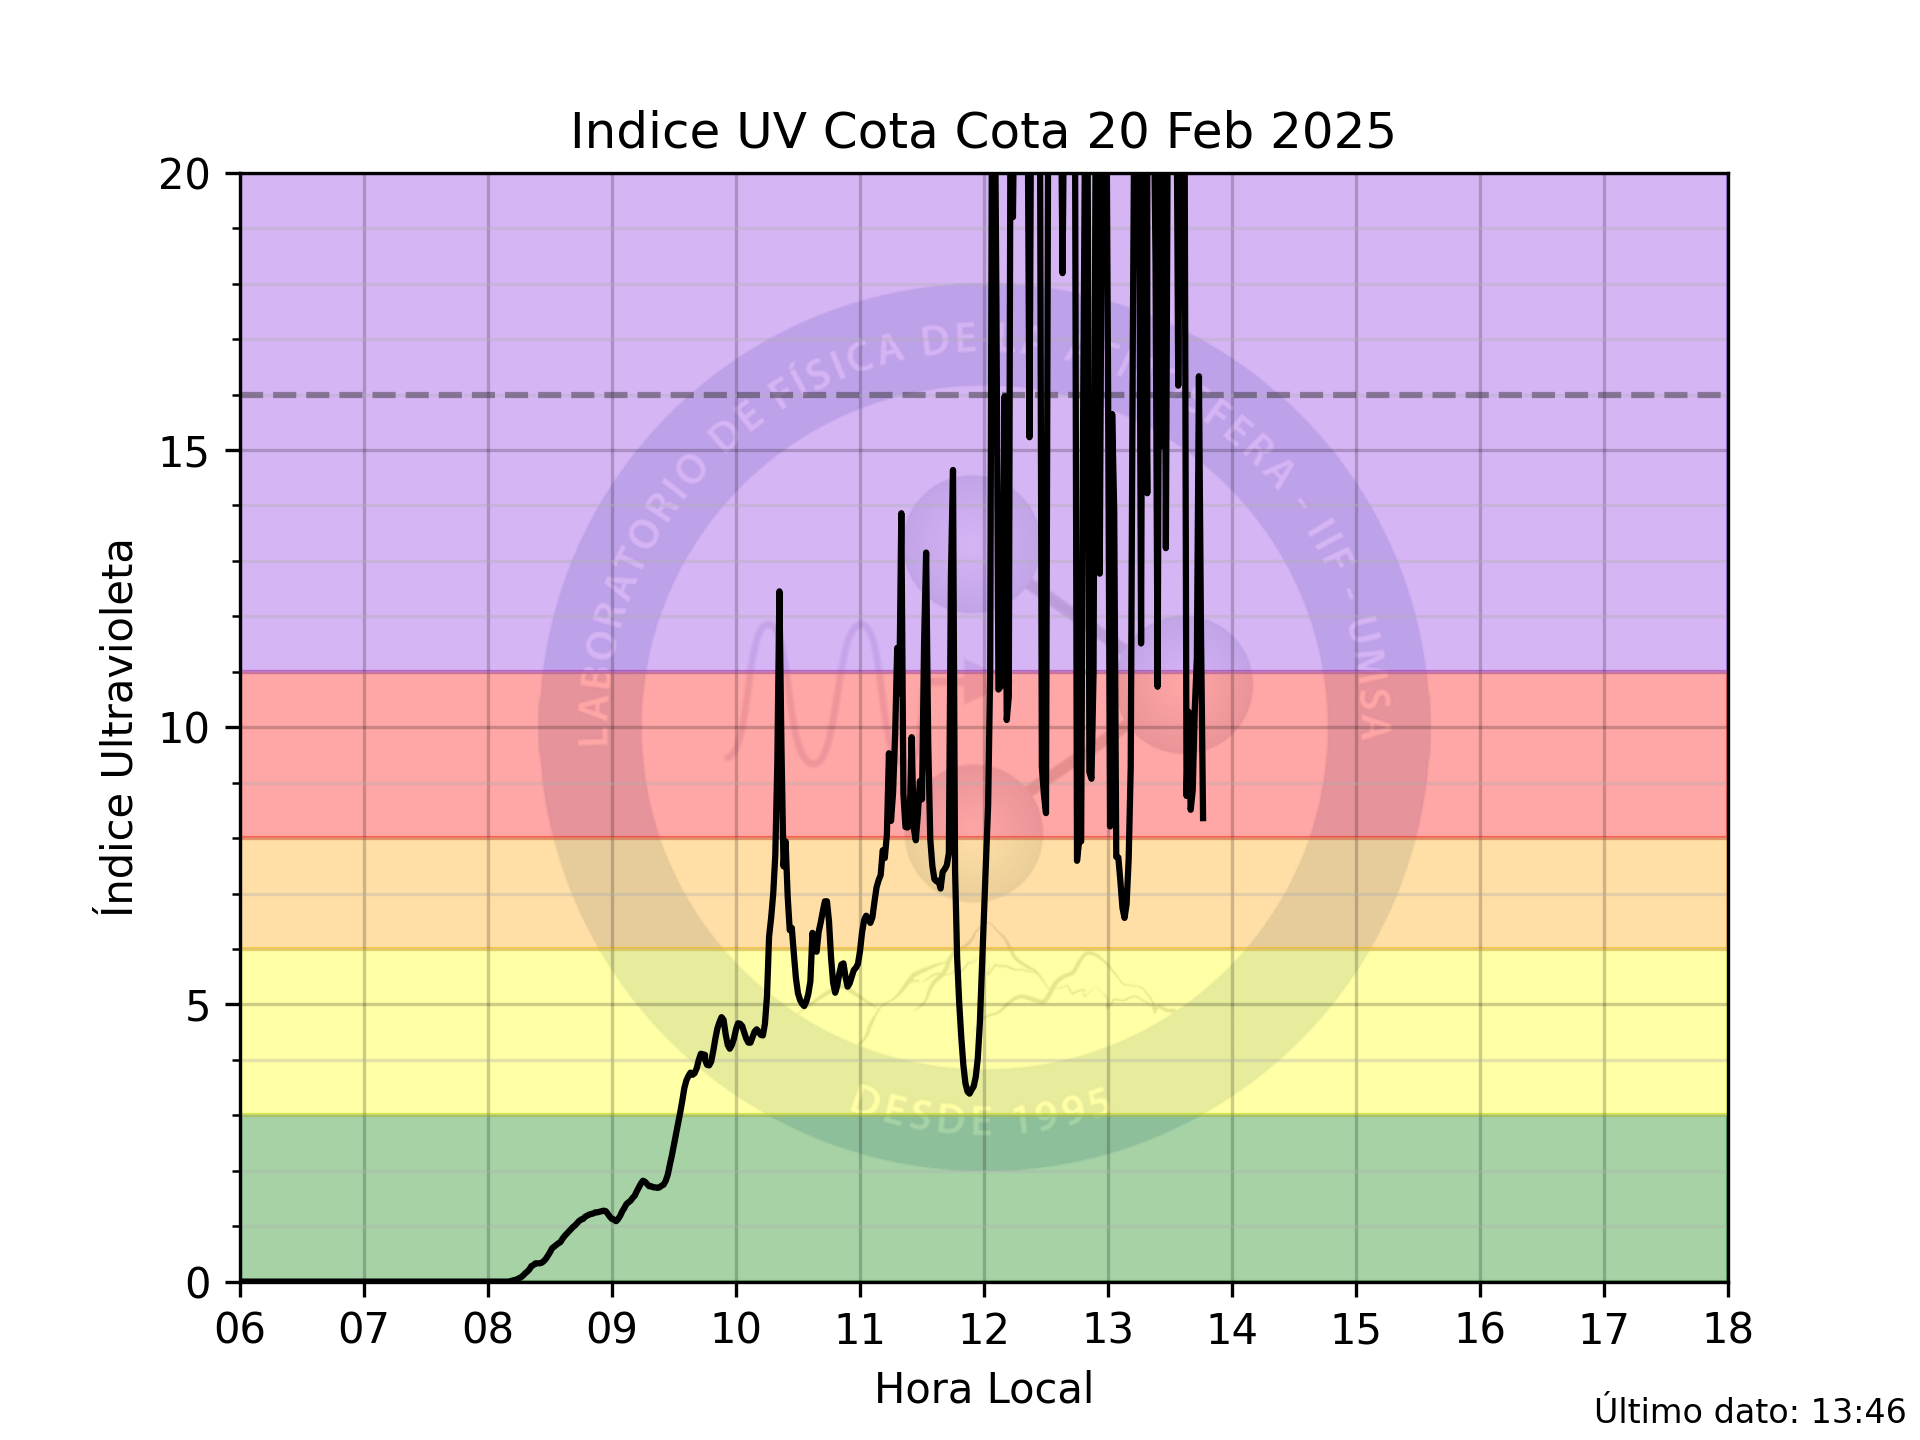 Indice UV Cota Cota 20 Feb 2025
20
15
10
5
0
Índice Ultravioleta
LABORATORIO DE FÍSICA DE LA ATMÓSFERA - IIF - UMSA
DESDE 1995
06 07 08 09 10 11 12 13 14 15 16 17 18
Hora Local
Último dato: 13:46